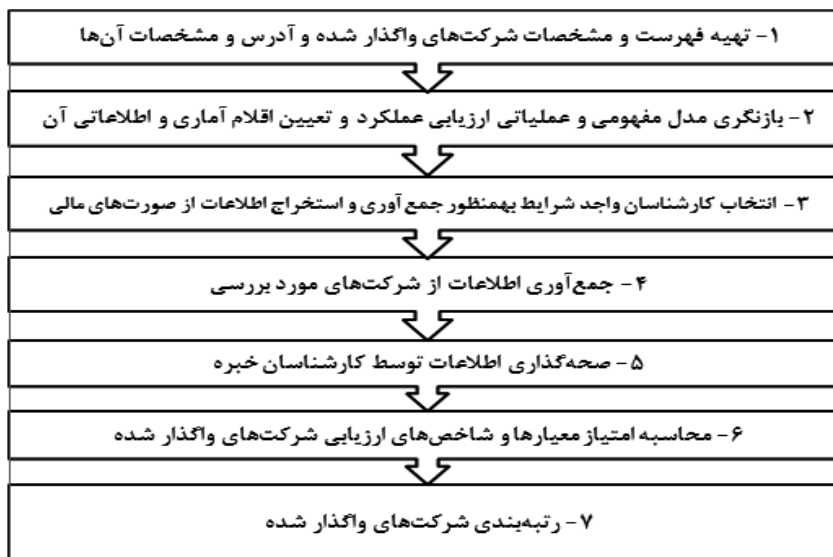 ۱- تهیه فهرست و مشخصات شرکت‌های واگذار شده و آدرس و مشخصات آن‌ها
۲- بازنگری مدل مفهومی و عملیاتی ارزیابی عملکرد و تعیین اقلام آماری و اطلاعاتی آن
۳- انتخاب کارشناسان واجد شرایط بهمنظور جمع‌آوری و استخراج اطلاعات از صورت‌های مالی
۴- جمع‌آوری اطلاعات از شرکت‌های مورد بررسی
۵- صحه‌گذاری اطلاعات توسط کارشناسان خبره
۶- محاسبه امتیاز معیارها و شاخص‌های ارزیابی شرکت‌های واگذار شده
۷- رتبه‌بندی شرکت‌های واگذار شده